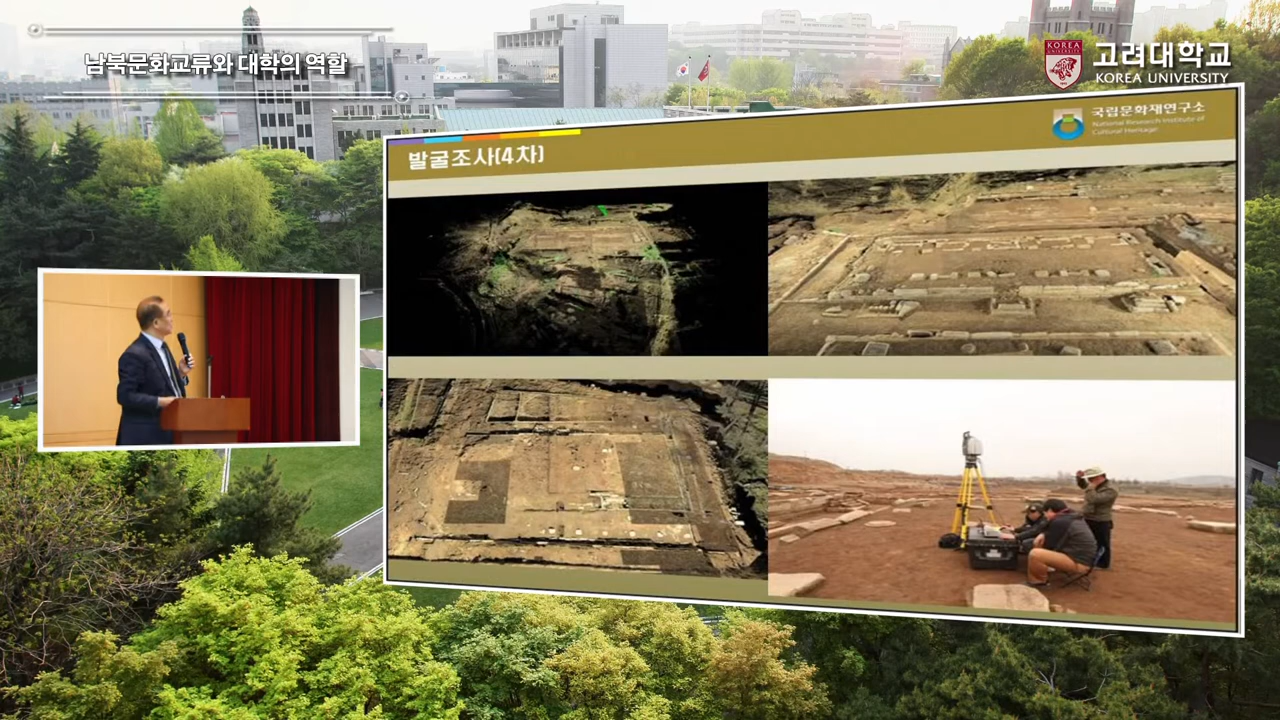 남북문화교류와 대학의 역할
KOREA
UNIVERSITY
고려대학교
KOREA UNIVERSITY
국립문화재연구소
National Research Institute of
Cultural Heritage
발굴조사(4차)